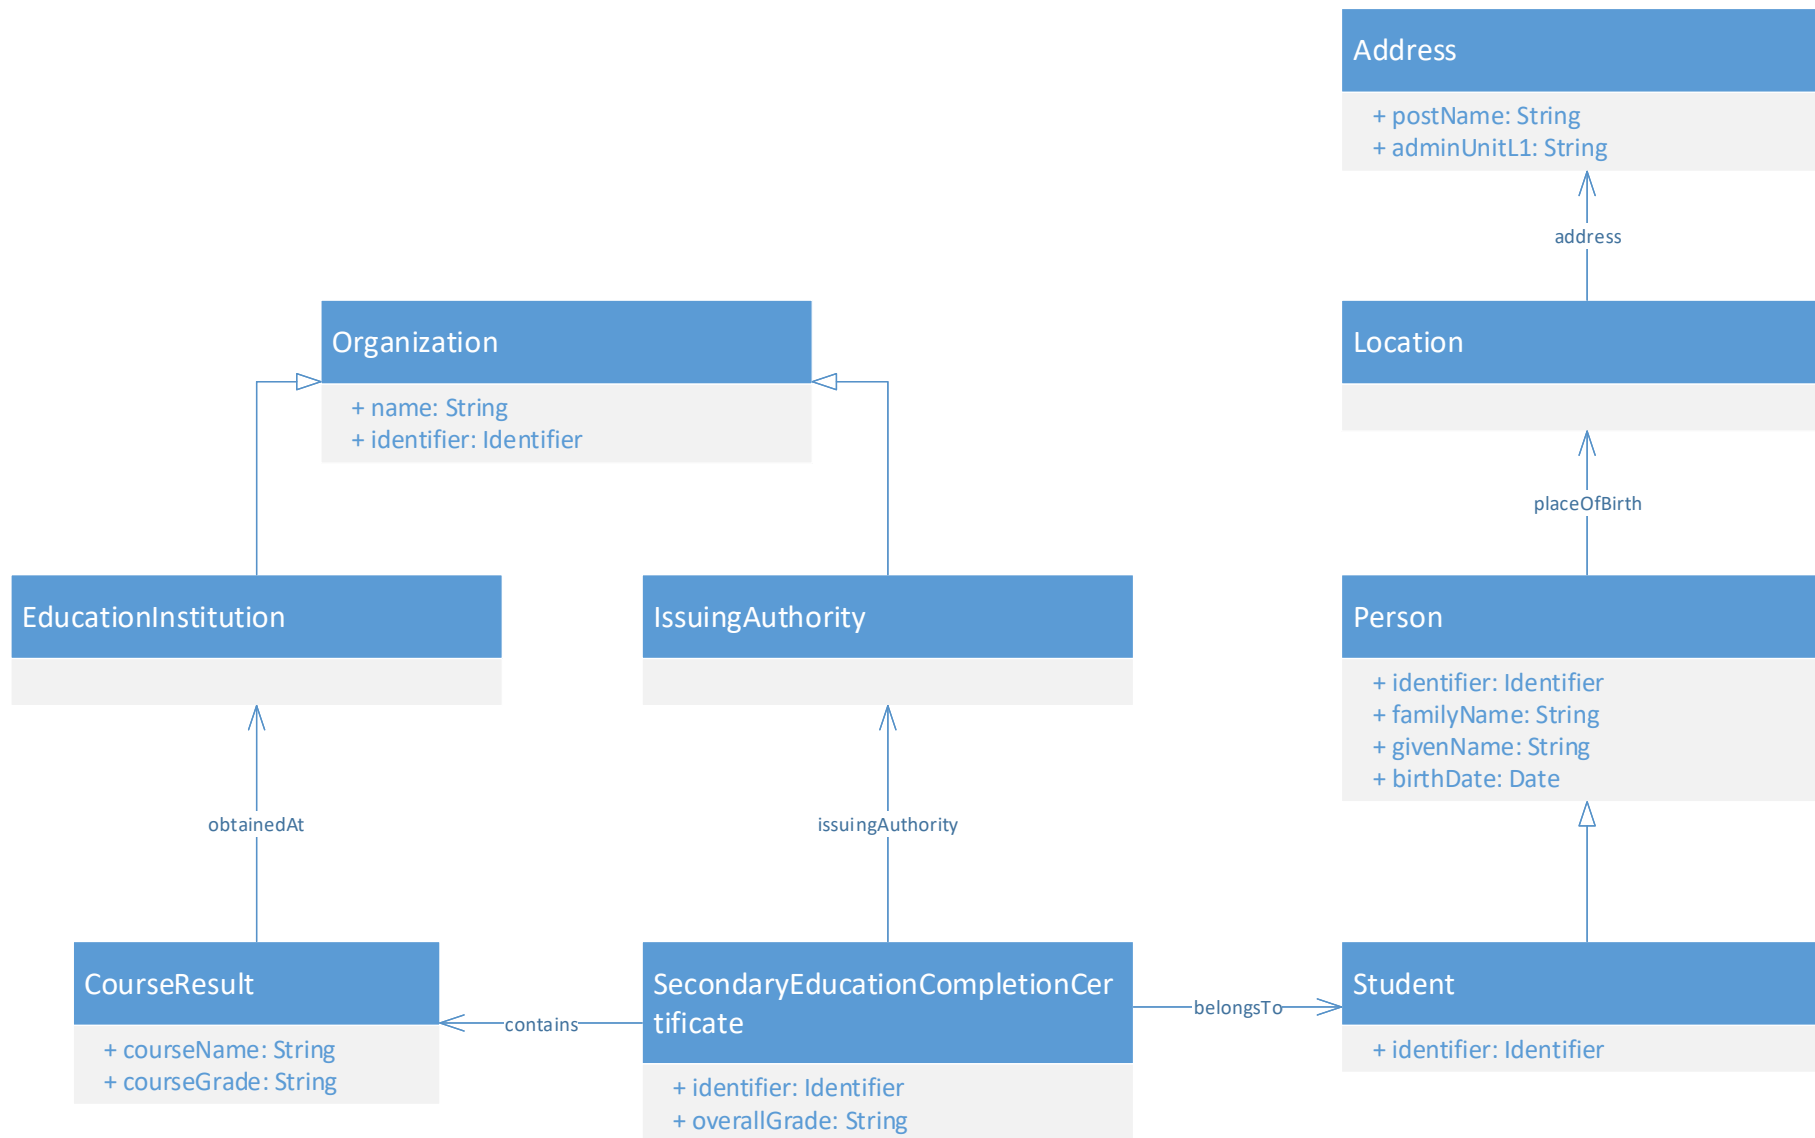 Address
+ postName: String
+ adminUnitL1: String
address
Organization
+ name: String
+ identifier: Identifier
Location
placeOfBirth
EducationInstitution
IssuingAuthority
Person
+ identifier: Identifier
+ familyName: String
+ givenName: String
+ birthDate: Date
obtainedAt
issuingAuthority
CourseResult
+ courseName: String
+ courseGrade: String
contains
SecondaryEducationCompletionCer
tificate
+ identifier: Identifier
+ overallGrade: String
belongsTo
Student
+ identifier: Identifier